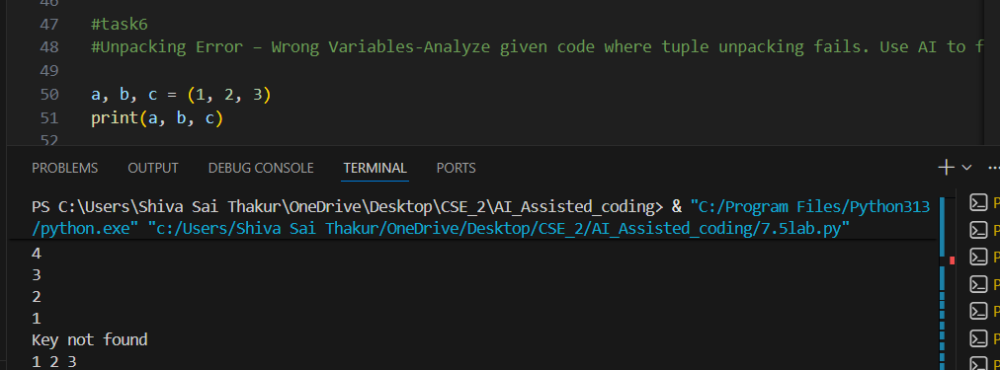 46
47 #task6
48 #Unpacking Error – Wrong Variables-Analyze given code where tuple unpacking fails. Use AI to f
49
50 a, b, c = (1, 2, 3)
51 print(a, b, c)
52
PROBLEMS OUTPUT DEBUG CONSOLE TERMINAL PORTS
PS C:\Users\Shiva Sai Thakur\OneDrive\Desktop\CSE_2\AI_Assisted_coding> & "C:/Program Files/Python313
/python.exe" "c:/Users/Shiva Sai Thakur/OneDrive/Desktop/CSE_2/AI_Assisted_coding/7.5lab.py"
4
3
2
1
Key not found
1 2 3